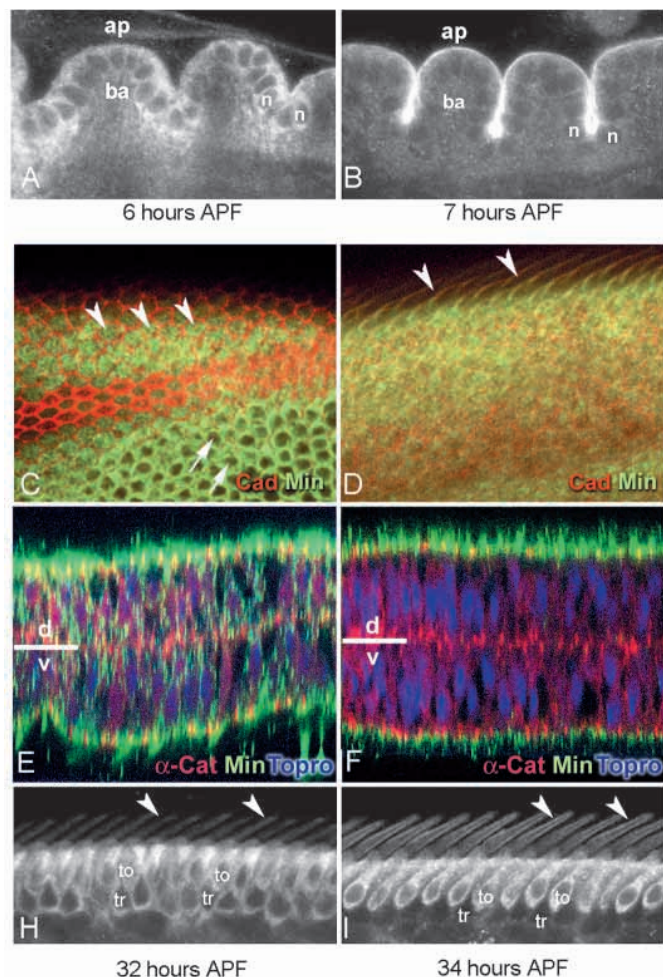 ap
ba
n
n
A
6 hours APF
ap
ba
n
n
B
7 hours APF
C
Cad Min
D
Cad Min
d
v
E
α-Cat Min Topro
d
v
F
α-Cat Min Topro
to
to
tr
tr
H
32 hours APF
to
to
tr
tr
I
34 hours APF